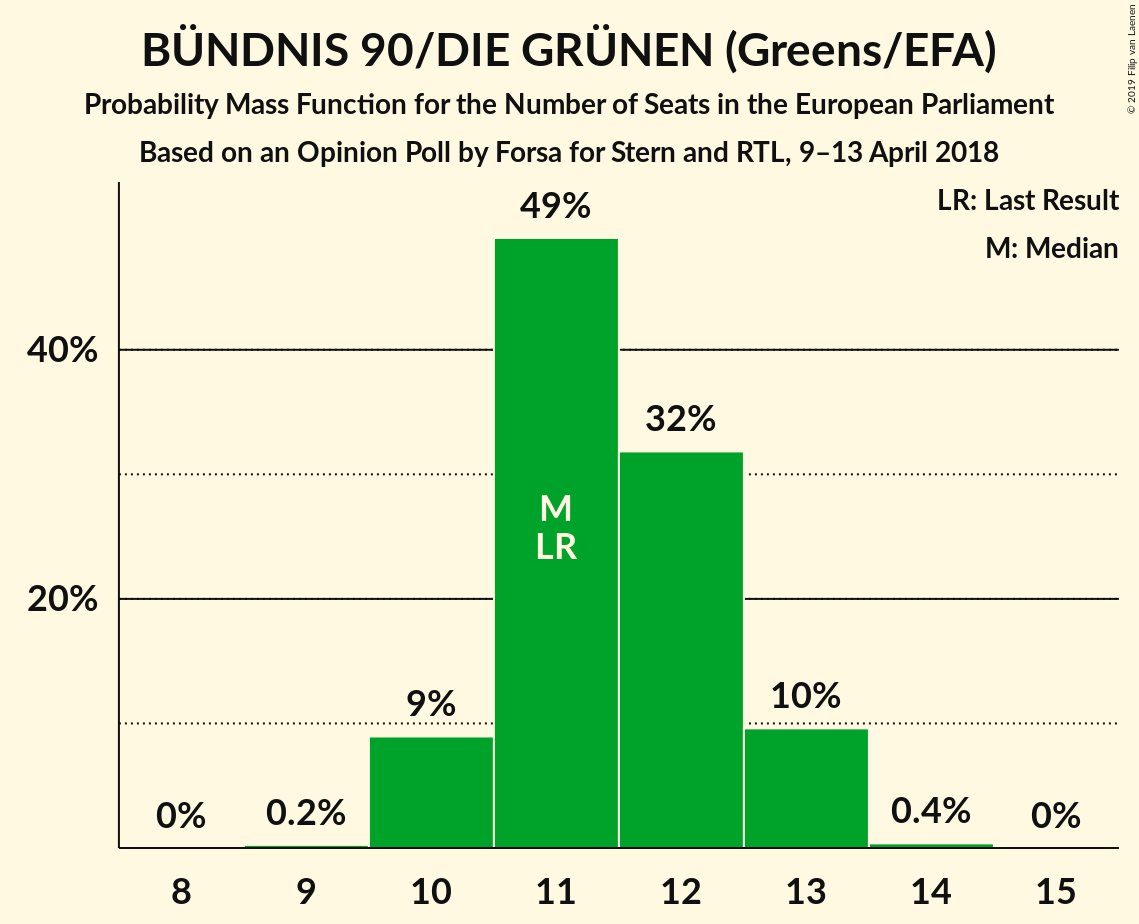 BÜNDNIS 90/DIE GRÜNEN (Greens/EFA)
Probability Mass Function for the Number of Seats in the European Parliament
Based on an Opinion Poll by Forsa for Stern and RTL, 9–13 April 2018
© 2019 Filip van Laenen
LR: Last Result
M: Median
49%
40%
32%
M
LR
20%
9%
10%
0%
0.2%
0.4%
0%
8 9 10 11 12 13 14 15